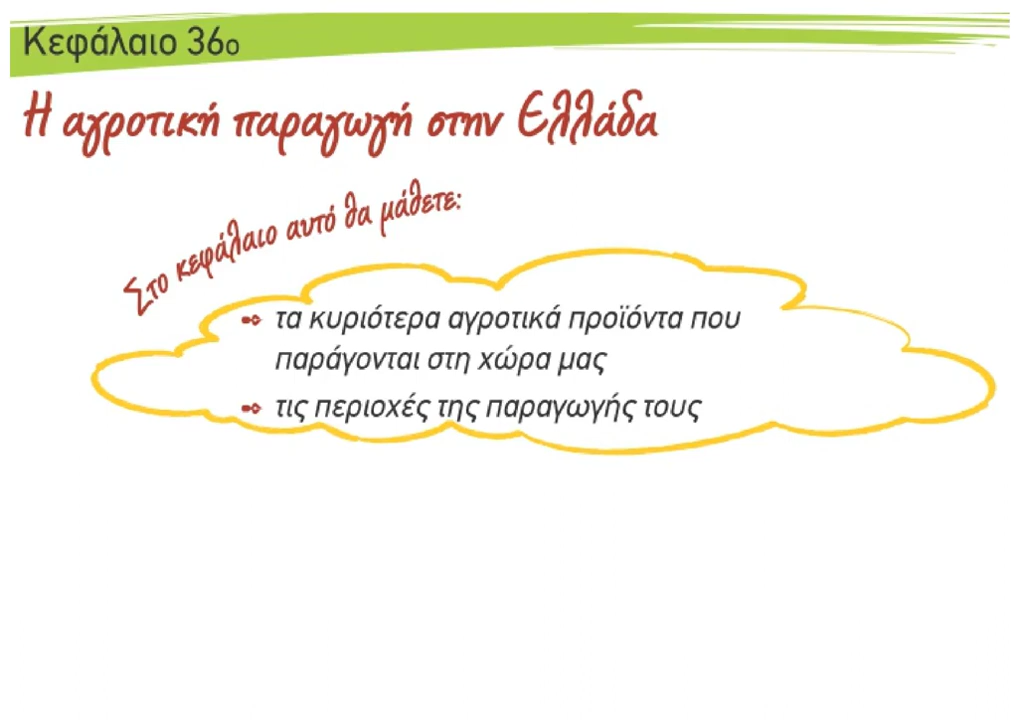 Κεφάλαιο 36ο
Η αγροτική παραγωγή στην Ελλάδα
Στο κεφάλαιο αυτό θα μάθετε:
τα κυριότερα αγροτικά προϊόντα που
παράγονται στη χώρα μας
τις περιοχές της παραγωγής τους